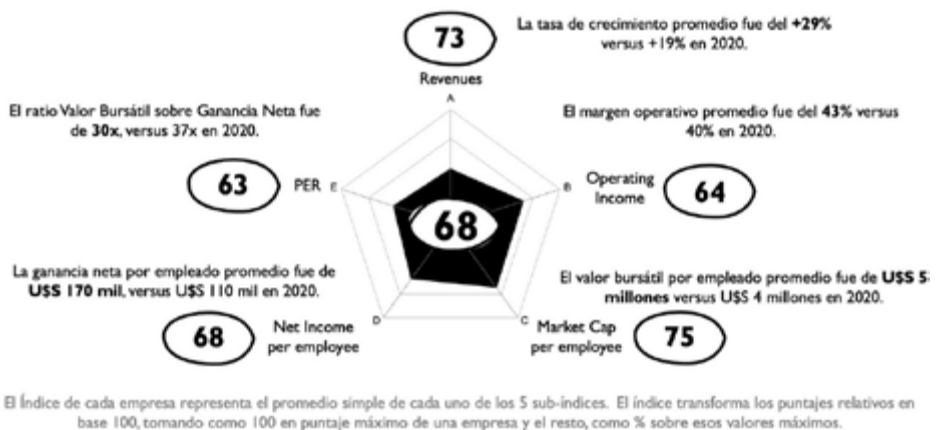 73
La tasa de crecimiento promedio fue del +29%
versus +19% en 2020.
Revenues
A
El ratio Valor Bursátil sobre Ganancia Neta fue
de 30x, versus 37x en 2020.
El margen operativo promedio fue del 43% versus
40% en 2020.
63
PER
E
B
Operating
Income
64
68
La ganancia neta por empleado promedio fue de
U$S 170 mil, versus U$S 110 mil en 2020.
El valor bursátil por empleado promedio fue de U$S 5
millones versus U$S 4 millones en 2020.
D
C
68
Net Income
per employee
Market Cap
per employee
75
El Índice de cada empresa representa el promedio simple de cada uno de los 5 sub-índices. El índice transforma los puntajes relativos en
base 100, tomando como 100 en puntaje máximo de una empresa y el resto, como % sobre esos valores máximos.